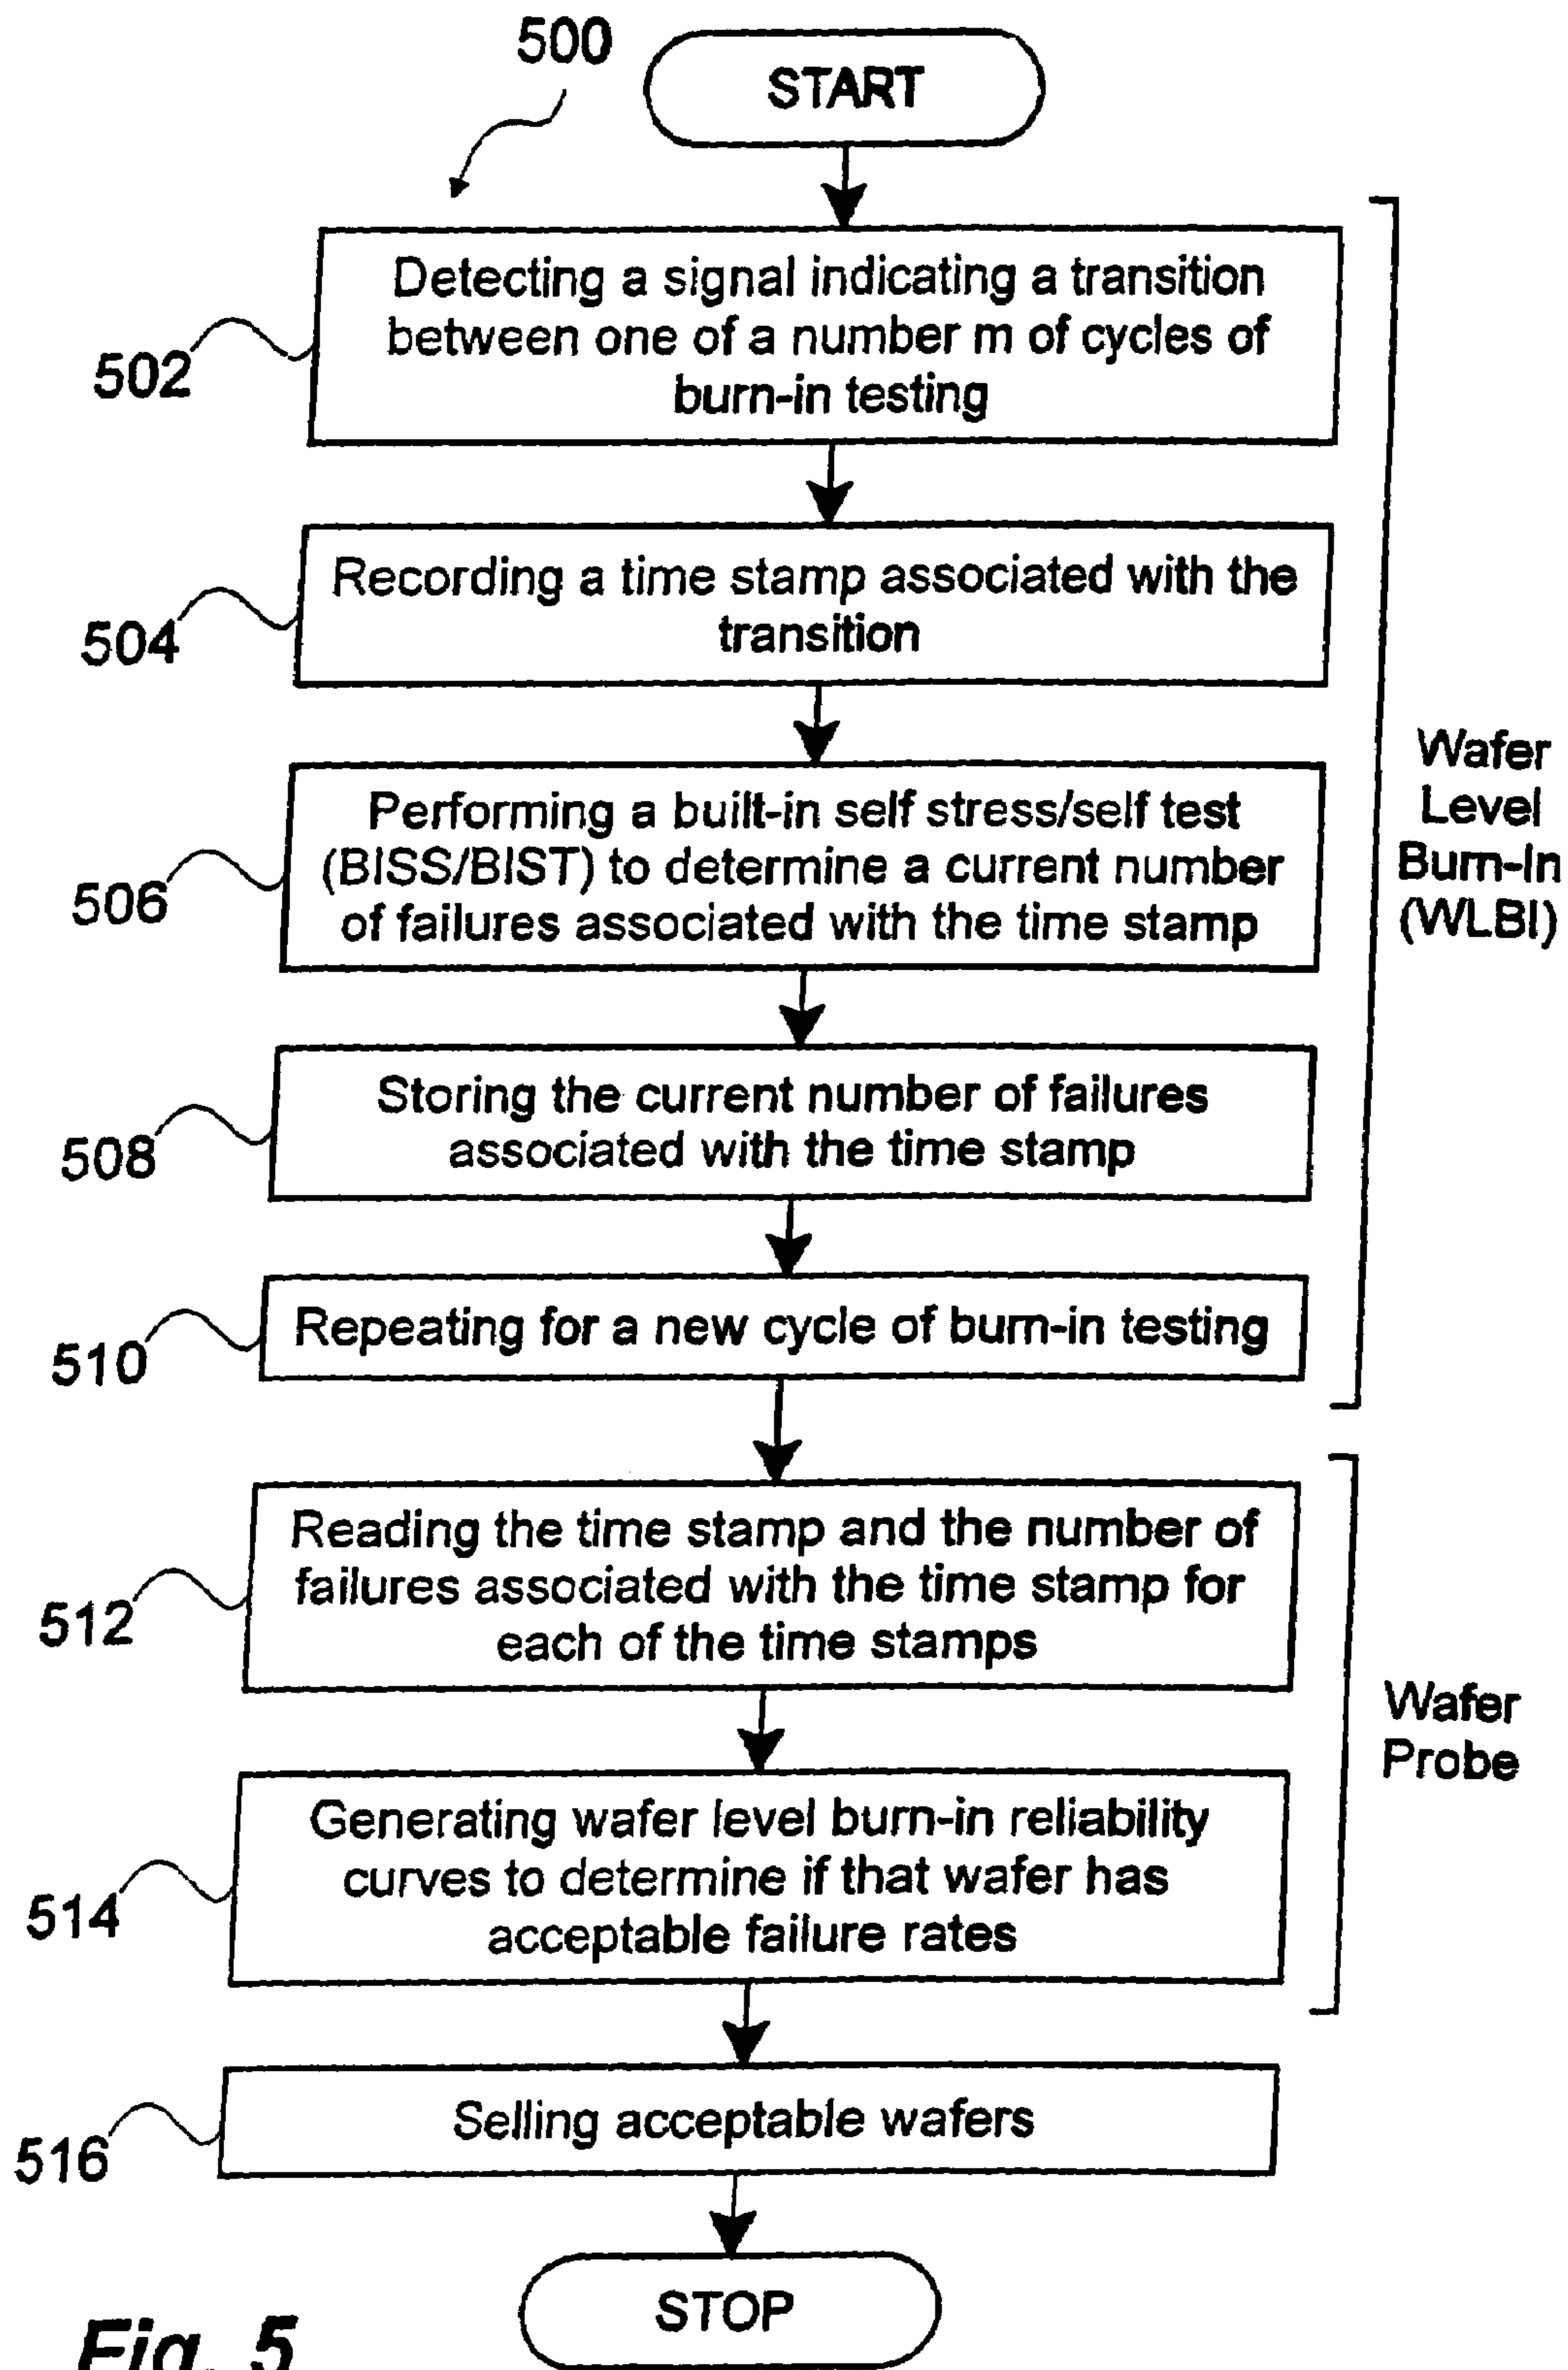 500
START
Detecting a signal indicating a transition
between one of a number m of cycles of
burn-in testing
502
Recording a time stamp associated with the
transition
504
Performing a built-in self stress/self test
(BISS/BIST) to determine a current number
of failures associated with the time stamp
506
Storing the current number of failures
associated with the time stamp
508
Repeating for a new cycle of burn-in testing
510
Wafer
Level
Burn-In
(WLBI)
Reading the time stamp and the number of
failures associated with the time stamp for
each of the time stamps
512
Generating wafer level burn-in reliability
curves to determine if that wafer has
acceptable failure rates
514
Wafer
Probe
Selling acceptable wafers
516
STOP
Fig. 5